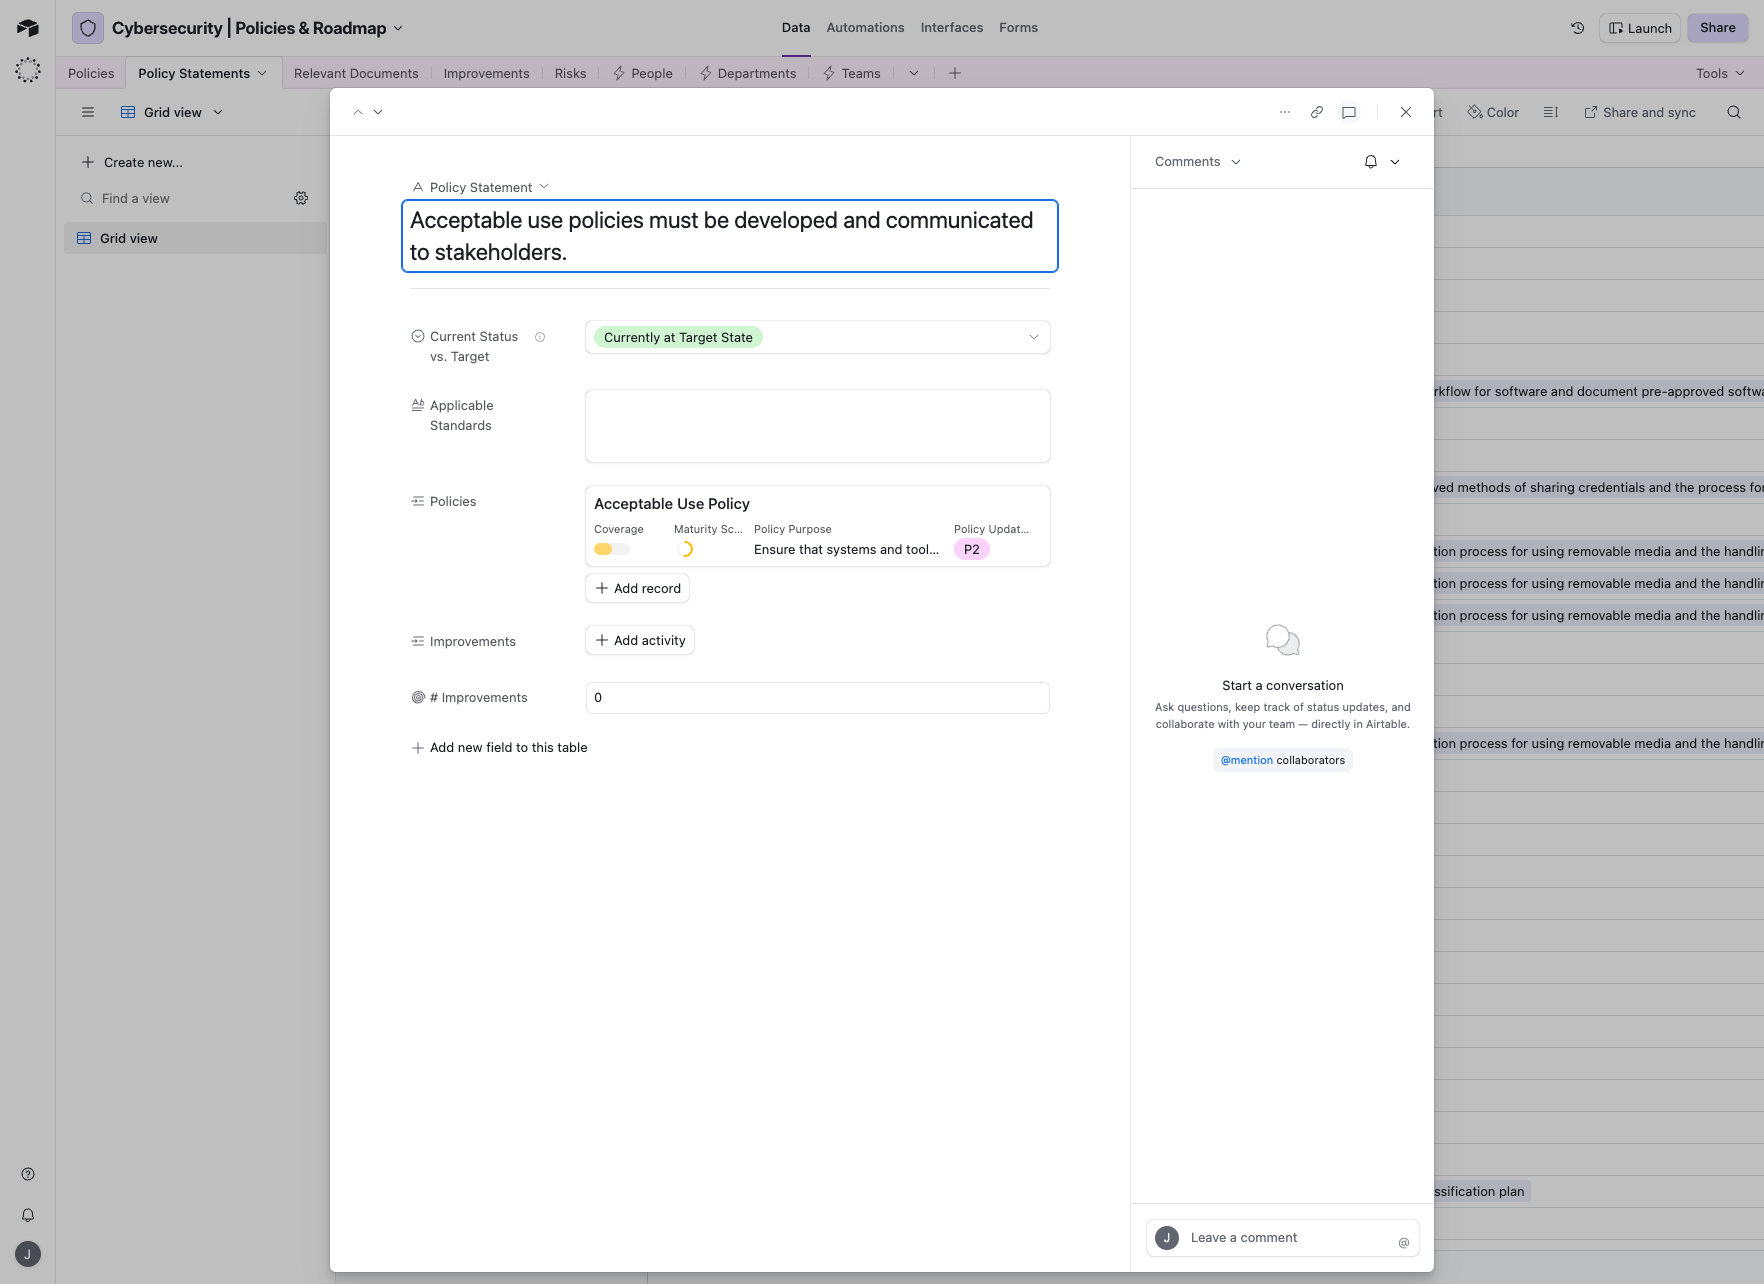 Cybersecurity | Policies & Roadmap
Data
Automations
Interfaces
Forms
Launch
Share
Policies
Policy Statements
Relevant Documents
Improvements
Risks
People
Departments
Teams
Tools
Grid view
rt
Color
Share and sync
Create new...
Find a view
Grid view
Policy Statement
Acceptable use policies must be developed and communicated
to stakeholders.
Current Status
vs. Target
Currently at Target State
Applicable
Standards
Policies
Acceptable Use Policy
Coverage
Maturity Sc...
Policy Purpose
Policy Updat...
Ensure that systems and tool...
P2
Add record
Improvements
Add activity
# Improvements
0
Add new field to this table
Comments
Start a conversation
Ask questions, keep track of status updates, and
collaborate with your team — directly in Airtable.
@mention collaborators
J
Leave a comment
@
rkflow for software and document pre-approved softwa
ved methods of sharing credentials and the process for
tion process for using removable media and the handlin
tion process for using removable media and the handlin
tion process for using removable media and the handlin
tion process for using removable media and the handlin
ssification plan
J